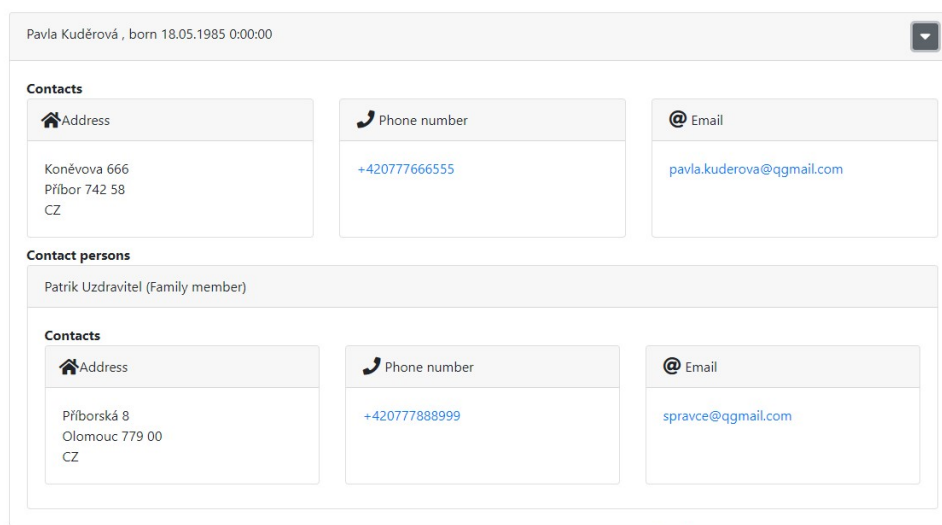 Pavla Kuděrová , born 18.05.1985 0:00:00
Contacts
Address
Phone number
@ Email
Koněvova 666
Příbor 742 58
CZ
+420777666555
pavla.kuderova@qgmail.com
Contact persons
Patrik Uzdravitel (Family member)
Contacts
Address
Phone number
@ Email
Příborská 8
Olomouc 779 00
CZ
+420777888999
spravce@qgmail.com